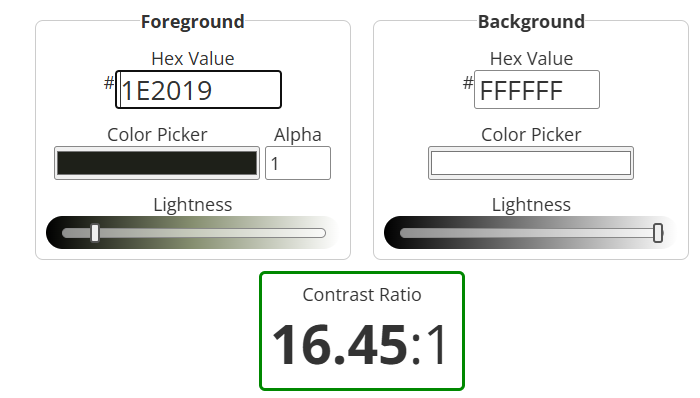 Foreground
Background
Hex Value
Hex Value
#1E2019
#FFFFFF
Color Picker
Alpha
Color Picker
1
Lightness
Lightness
Contrast Ratio
16.45:1